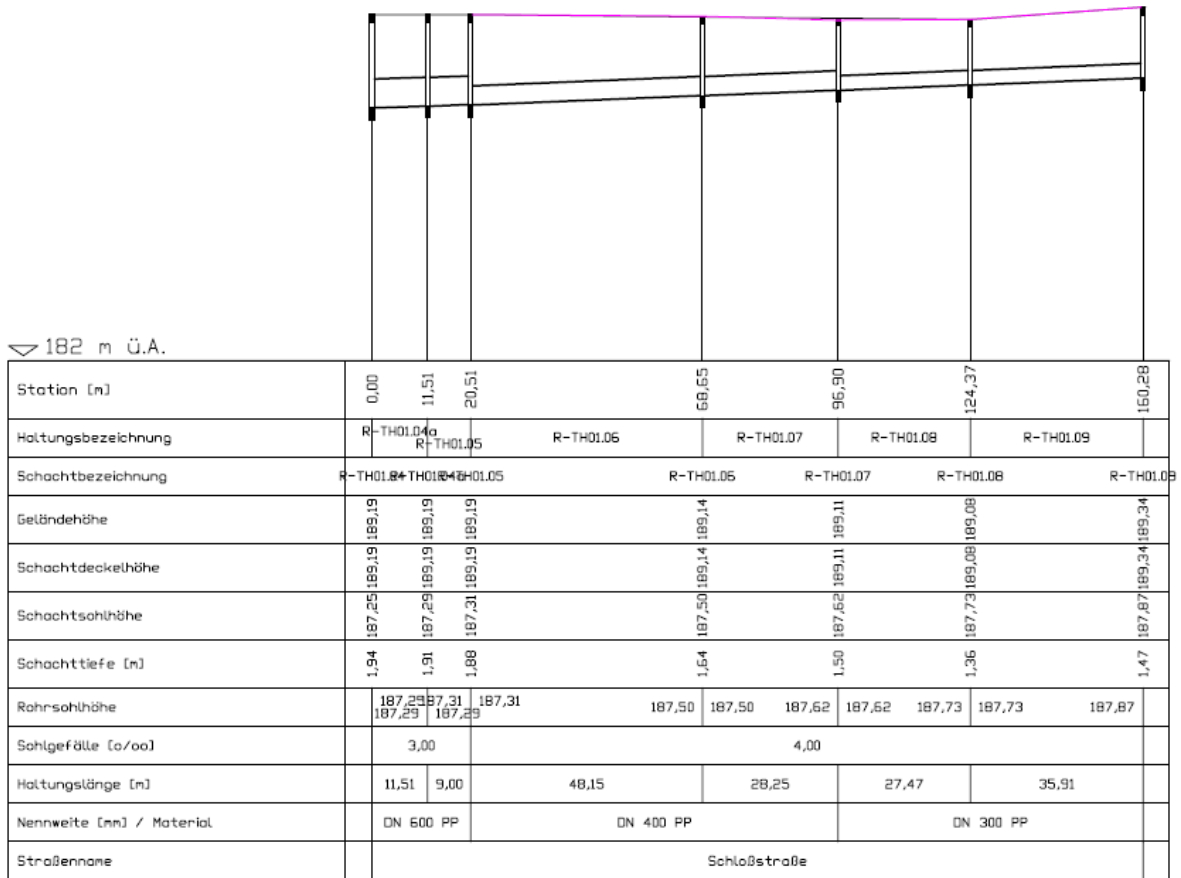 182 m ü.A.
Station [m] 0,00 11,51 20,51 68,65 96,90 124,37 160,28
Haltungsbezeichnung R-TH01.04a R-TH01.05 R-TH01.06 R-TH01.07 R-TH01.08 R-TH01.09
Schachtbezeichnung R-TH01.05 R-TH01.06 R-TH01.07 R-TH01.08 R-TH01.09
Geländehöhe 189,19 189,19 189,19 189,14 189,11 189,08 189,34
Schachtdeckelhöhe 189,19 189,19 189,19 189,14 189,11 189,08 189,34
Schachtsohlhöhe 187,25 187,29 187,31 187,50 187,62 187,73 187,87
Schachttiefe [m] 1,94 1,91 1,88 1,64 1,50 1,36 1,47
Rohrsohlhöhe 187,31 187,31 187,50 187,50 187,62 187,62 187,73 187,73 187,87
187,29 187,29
Sohlgefälle [o/oo] 3,00 4,00
Haltungslänge [m] 11,51 9,00 48,15 28,25 27,47 35,91
Nennweite [mm] / Material DN 600 PP DN 400 PP DN 300 PP
Straßenname Schloßstraße